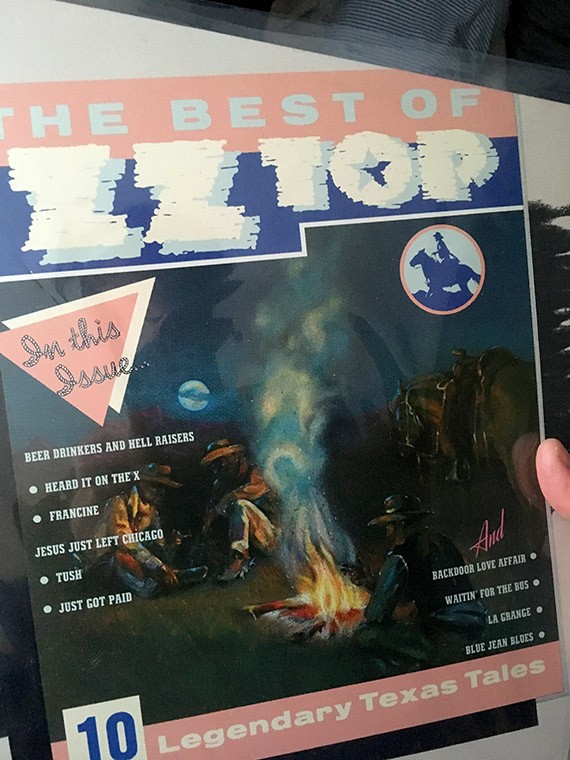 THE BEST OF
ZZ TOP
In this
Issue...
BEER DRINKERS AND HELL RAISERS
HEARD IT ON THE X
FRANCINE
JESUS JUST LEFT CHICAGO
TUSH
JUST GOT PAID
And
BACKDOOR LOVE AFFAIR
WAITIN' FOR THE BUS
LA GRANGE
BLUE JEAN BLUES
10 Legendary Texas Tales